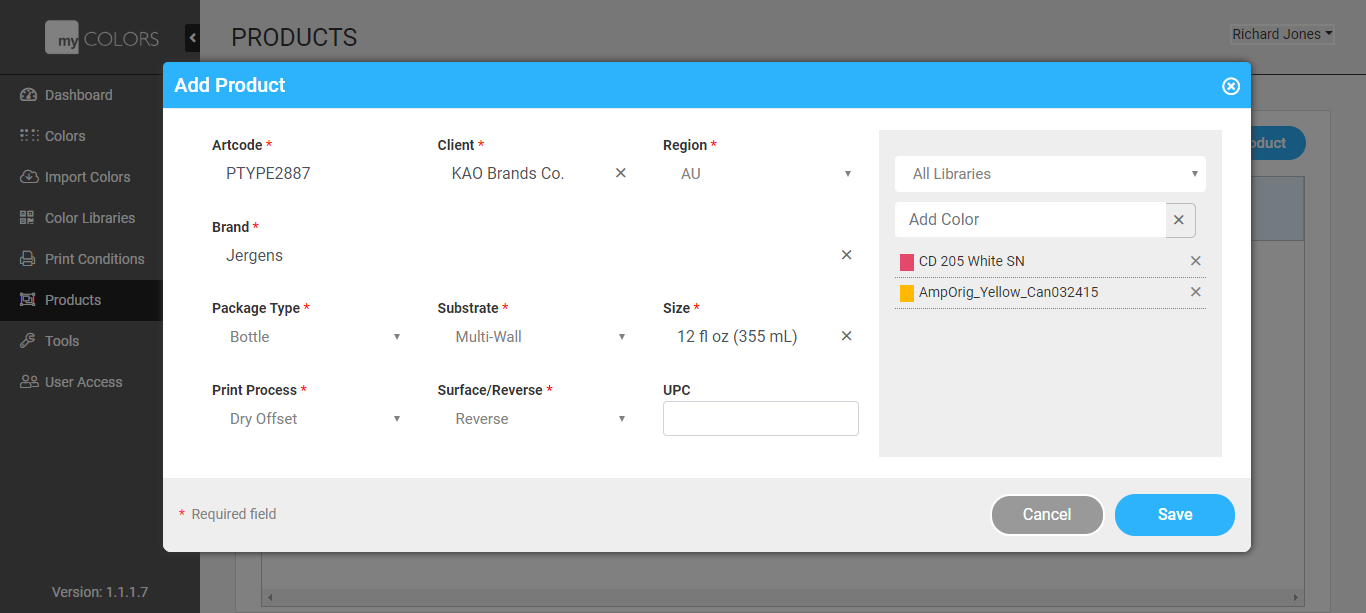 my COLORS
PRODUCTS
Richard Jones
Dashboard
Colors
Import Colors
Color Libraries
Print Conditions
Products
Tools
User Access
Version: 1.1.1.7
oduct
Add Product
Artcode *
PTYPE2887
Client *
KAO Brands Co.
Region *
AU
Brand *
Jergens
Package Type *
Bottle
Substrate *
Multi-Wall
Size *
12 fl oz (355 mL)
Print Process *
Dry Offset
Surface/Reverse *
Reverse
UPC
All Libraries
Add Color
CD 205 White SN
AmpOrig_Yellow_Can032415
* Required field
Cancel
Save